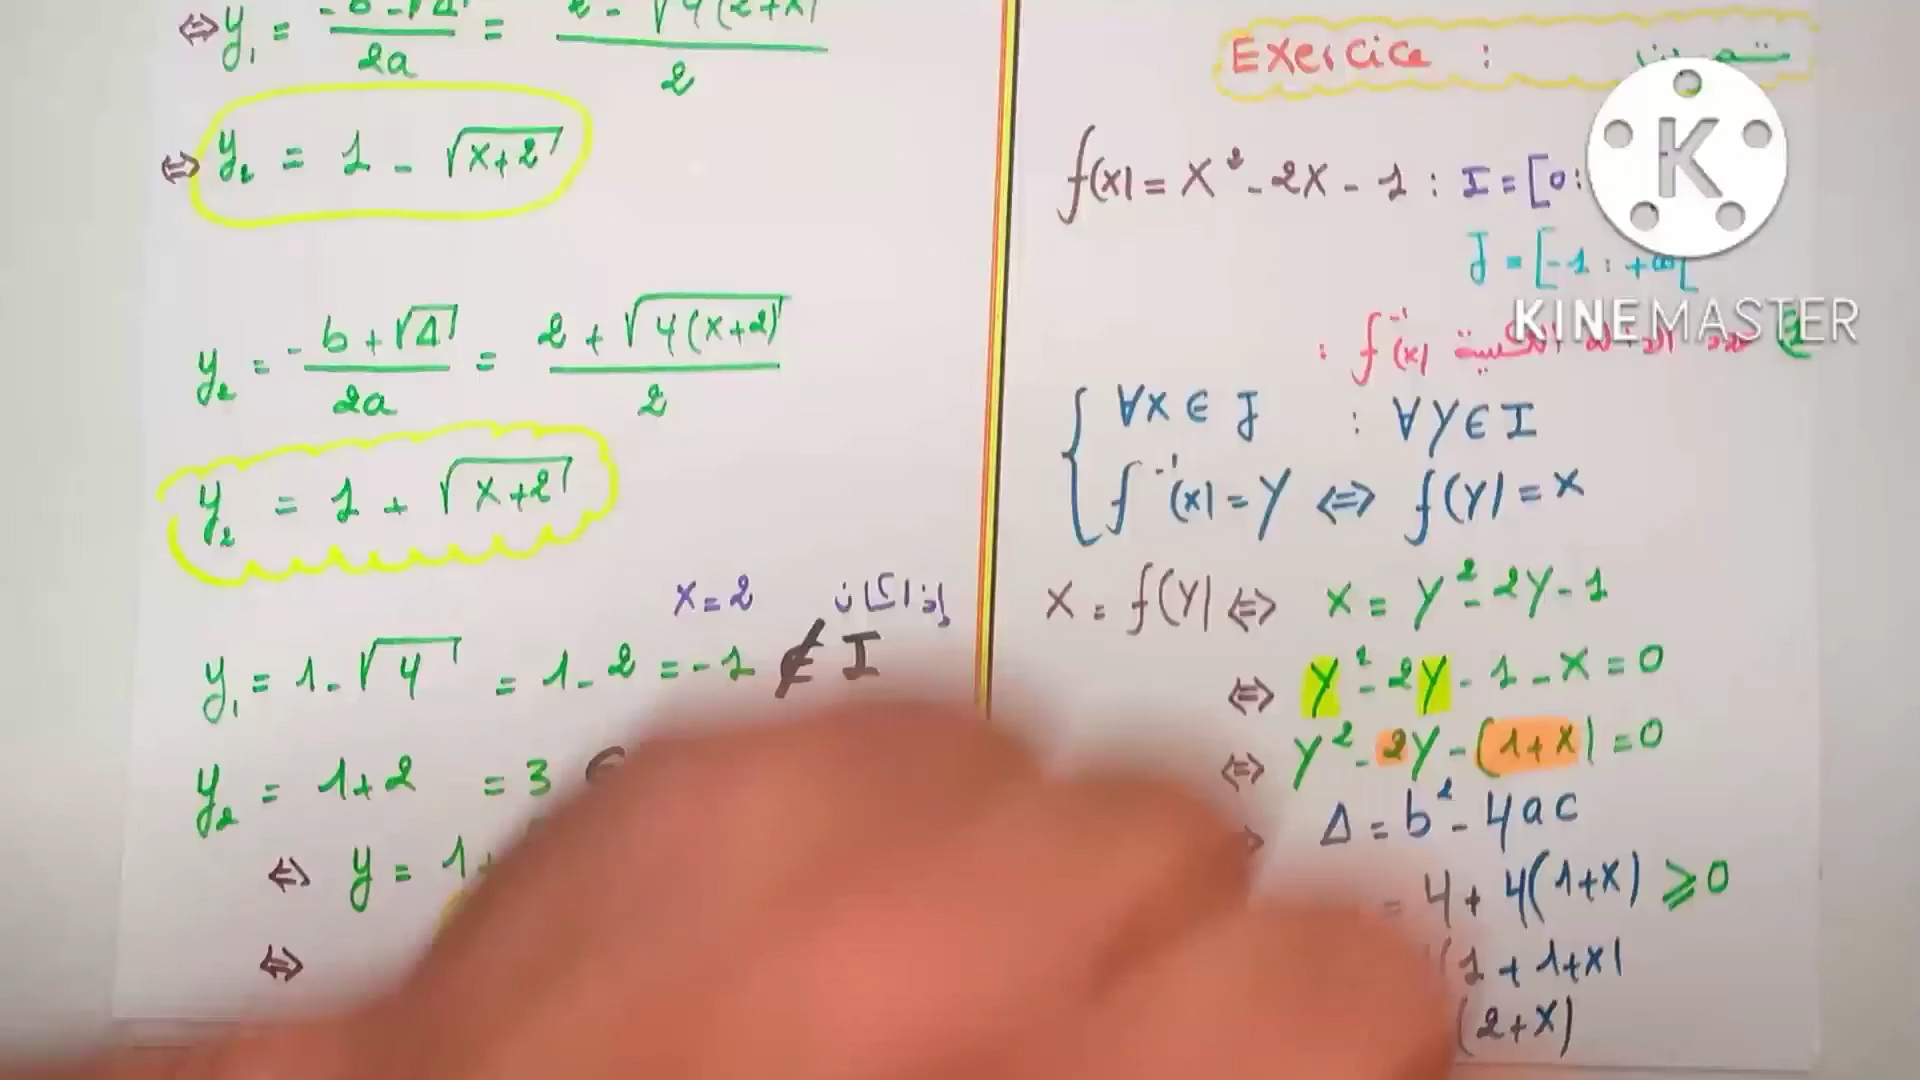 ⇔ y₁ = -b-√Δ / 2a = 2 - √4(2+x) / 2
⇔ y₁ = 1 - √x+2
y₂ = -b+√Δ / 2a = 2 + √4(x+2) / 2
y₂ = 1 + √x+2
إذا كان x=2
y₁ = 1-√4 = 1-2 = -1 ∉ I
y₂ = 1+2 = 3
⇔ y = 1+
⇔
Exercice : تمرين
f(x) = x²-2x-1 : I = [0:
J = [-1 : +∞[
f⁻¹(x) :
∀x ∈ J : ∀y ∈ I
f⁻¹(x) = y ⇔ f(y) = x
x = f(y) ⇔ x = y²-2y-1
⇔ y²-2y-1-x=0
⇔ y²-2y-(1+x)=0
Δ = b²-4ac
= 4+4(1+x) ⩾ 0
(1+1+x)
(2+x)
K
KINEMASTER